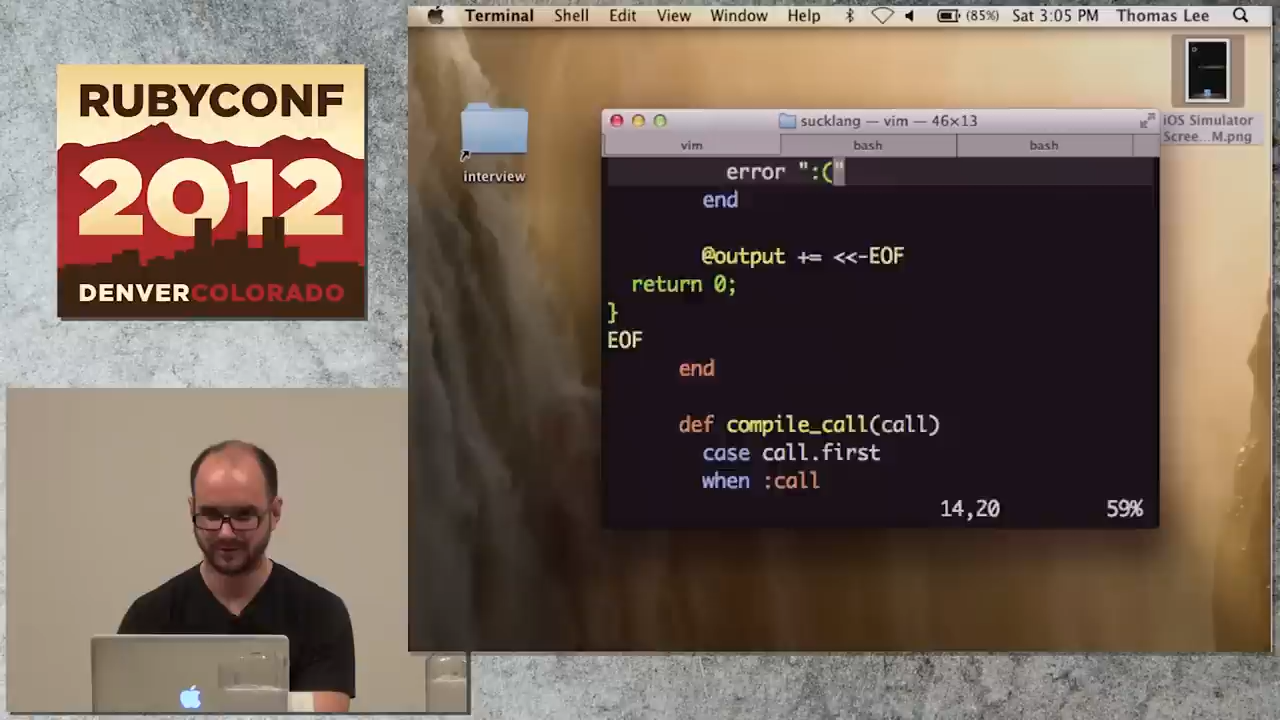 RUBYCONF
2012
DENVERCOLORADO
Terminal Shell Edit View Window Help (85%) Sat 3:05 PM Thomas Lee
interview
iOS Simulator
Scree...M.png
sucklang — vim — 46×13
vim bash bash
error ":("
end
@output += <<-EOF
return 0;
}
EOF
end
def compile_call(call)
case call.first
when :call
14,20 59%